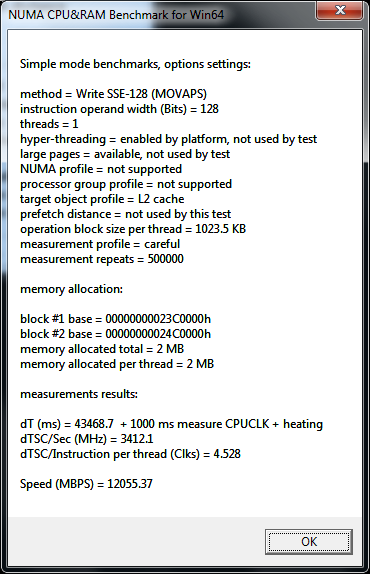 NUMA CPU&RAM Benchmark for Win64
Simple mode benchmarks, options settings:
method = Write SSE-128 (MOVAPS)
instruction operand width (Bits) = 128
threads = 1
hyper-threading = enabled by platform, not used by test
large pages = available, not used by test
NUMA profile = not supported
processor group profile = not supported
target object profile = L2 cache
prefetch distance = not used by this test
operation block size per thread = 1023.5 KB
measurement profile = careful
measurement repeats = 500000
memory allocation:
block #1 base = 00000000023C0000h
block #2 base = 00000000024C0000h
memory allocated total = 2 MB
memory allocated per thread = 2 MB
measurements results:
dT (ms) = 43468.7  + 1000 ms measure CPUCLK + heating
dTSC/Sec (MHz) = 3412.1
dTSC/Instruction per thread (Clks) = 4.528
Speed (MBPS) = 12055.37
OK